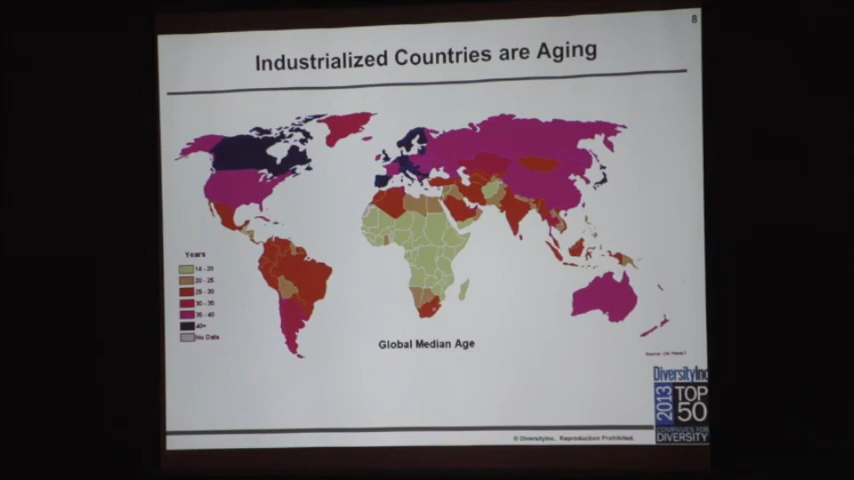 8
Industrialized Countries are Aging
Years
14 - 20
20 - 25
25 - 30
30 - 35
35 - 40
40+
No Data
Global Median Age
Source:
DiversityInc
2013
TOP
50
COMPANIES FOR
DIVERSITY
© DiversityInc. Reproduction Prohibited.